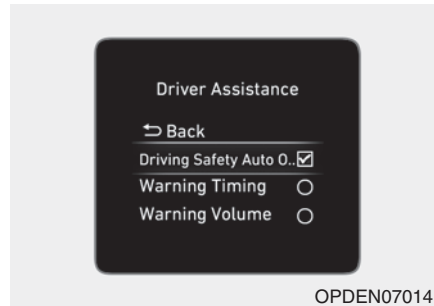 Driver Assistance
Back
Driving Safety Auto O..
Warning Timing
Warning Volume
OPDEN07014